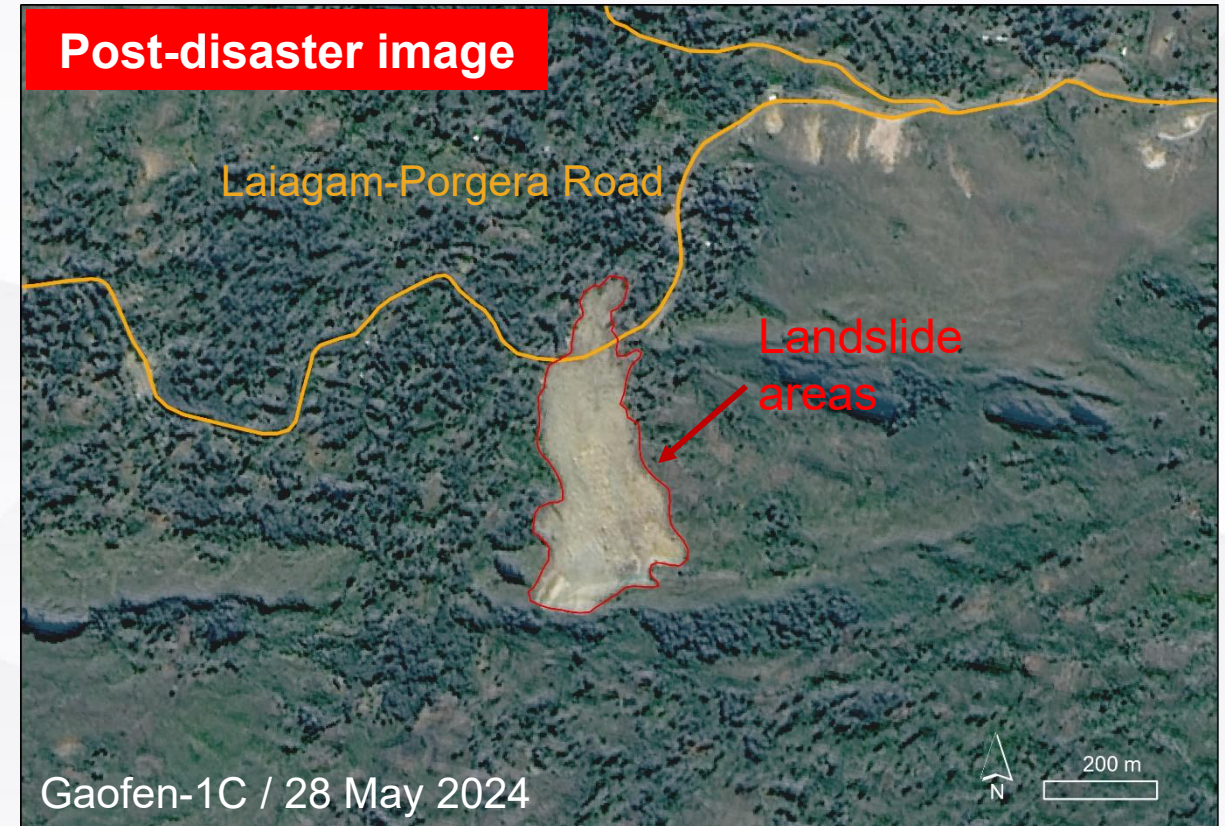 Post-disaster image
Laiagam-Porgera Road
Landslide
areas
200 m
N
Gaofen-1C / 28 May 2024